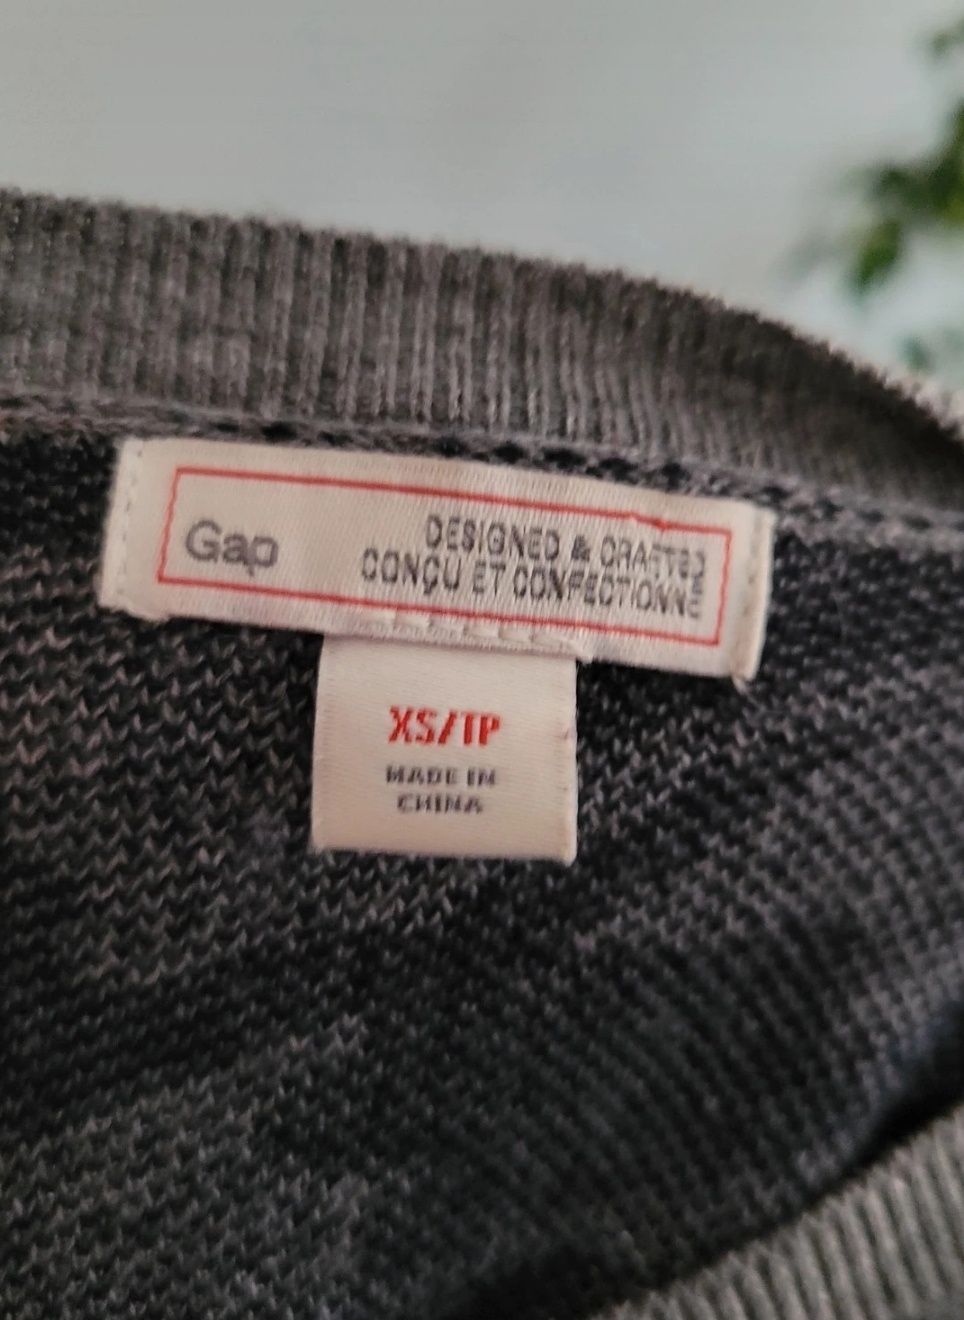 Gap
DESIGNED & CRAFTED
CONÇU ET CONFECTIONNÉ
XS/TP
MADE IN
CHINA